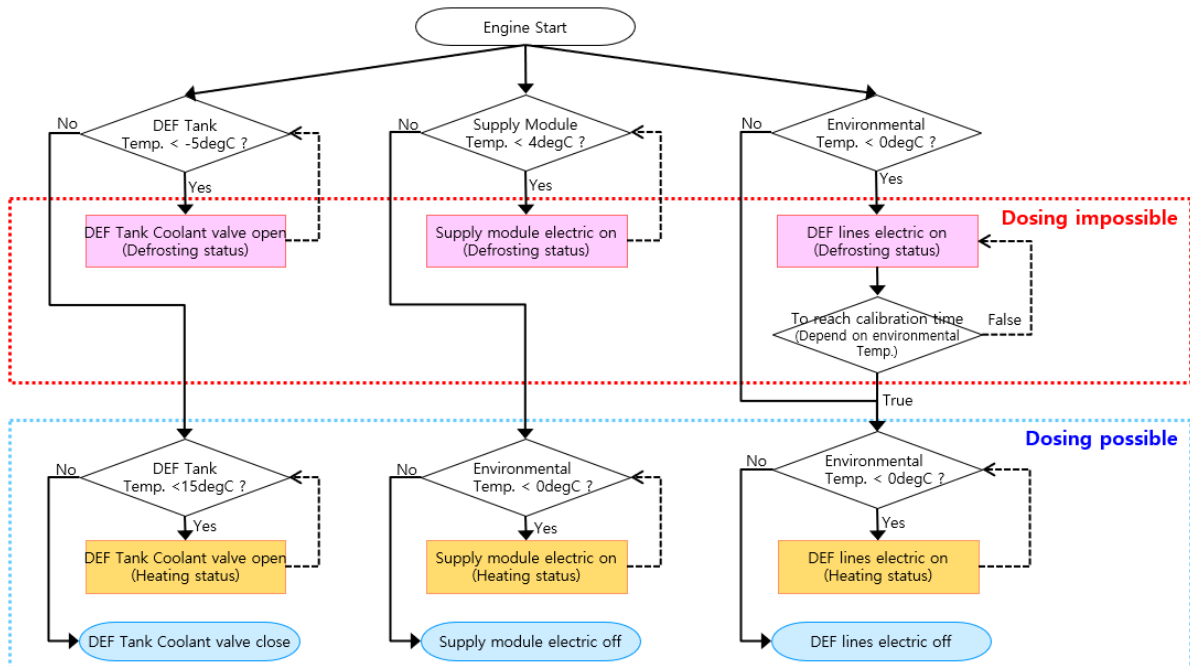 Engine Start
No
DEF Tank
Temp. < -5degC ?
Yes
No
Supply Module
Temp. < 4degC ?
Yes
No
Environmental
Temp. < 0degC ?
Yes
Dosing impossible
DEF Tank Coolant valve open
(Defrosting status)
Supply module electric on
(Defrosting status)
DEF lines electric on
(Defrosting status)
To reach calibration time
(Depend on environmental
Temp.)
False
True
Dosing possible
No
DEF Tank
Temp. <15degC ?
Yes
No
Environmental
Temp. < 0degC ?
Yes
No
Environmental
Temp. < 0degC ?
Yes
DEF Tank Coolant valve open
(Heating status)
Supply module electric on
(Heating status)
DEF lines electric on
(Heating status)
DEF Tank Coolant valve close
Supply module electric off
DEF lines electric off